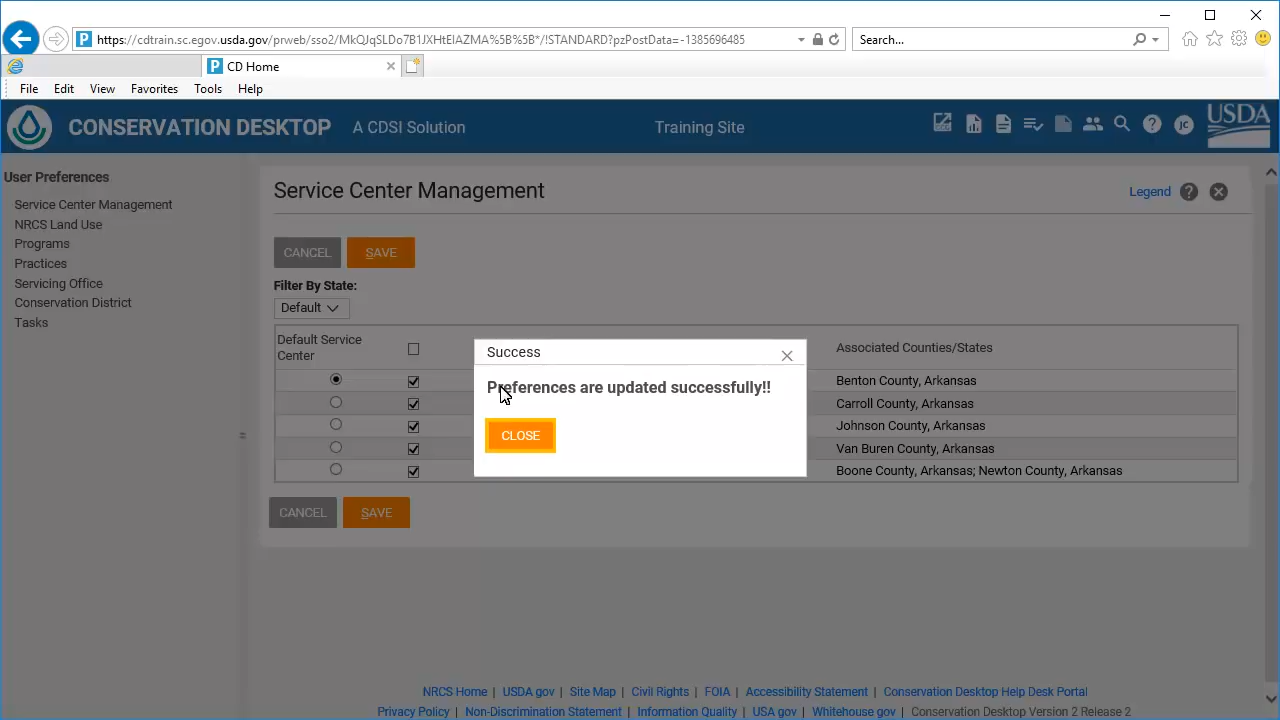 https://cdtrain.sc.egov.usda.gov/prweb/sso2/MkQJqSLDo7B1JXHtEIAZMA%5B%5B*/!STANDARD?pzPostData=-1385596485
Search...
CD Home
File Edit View Favorites Tools Help
CONSERVATION DESKTOP A CDSI Solution Training Site JC USDA
User Preferences
Service Center Management
NRCS Land Use
Programs
Practices
Servicing Office
Conservation District
Tasks
Service Center Management Legend
CANCEL SAVE
Filter By State:
Default
Default Service Center Associated Counties/States
Benton County, Arkansas
Carroll County, Arkansas
Johnson County, Arkansas
Van Buren County, Arkansas
Boone County, Arkansas; Newton County, Arkansas
CANCEL SAVE
Success
Preferences are updated successfully!!
CLOSE
NRCS Home | USDA gov | Site Map | Civil Rights | FOIA | Accessibility Statement | Conservation Desktop Help Desk Portal
Privacy Policy | Non-Discrimination Statement | Information Quality | USA gov | Whitehouse gov | Conservation Desktop Version 2 Release 2